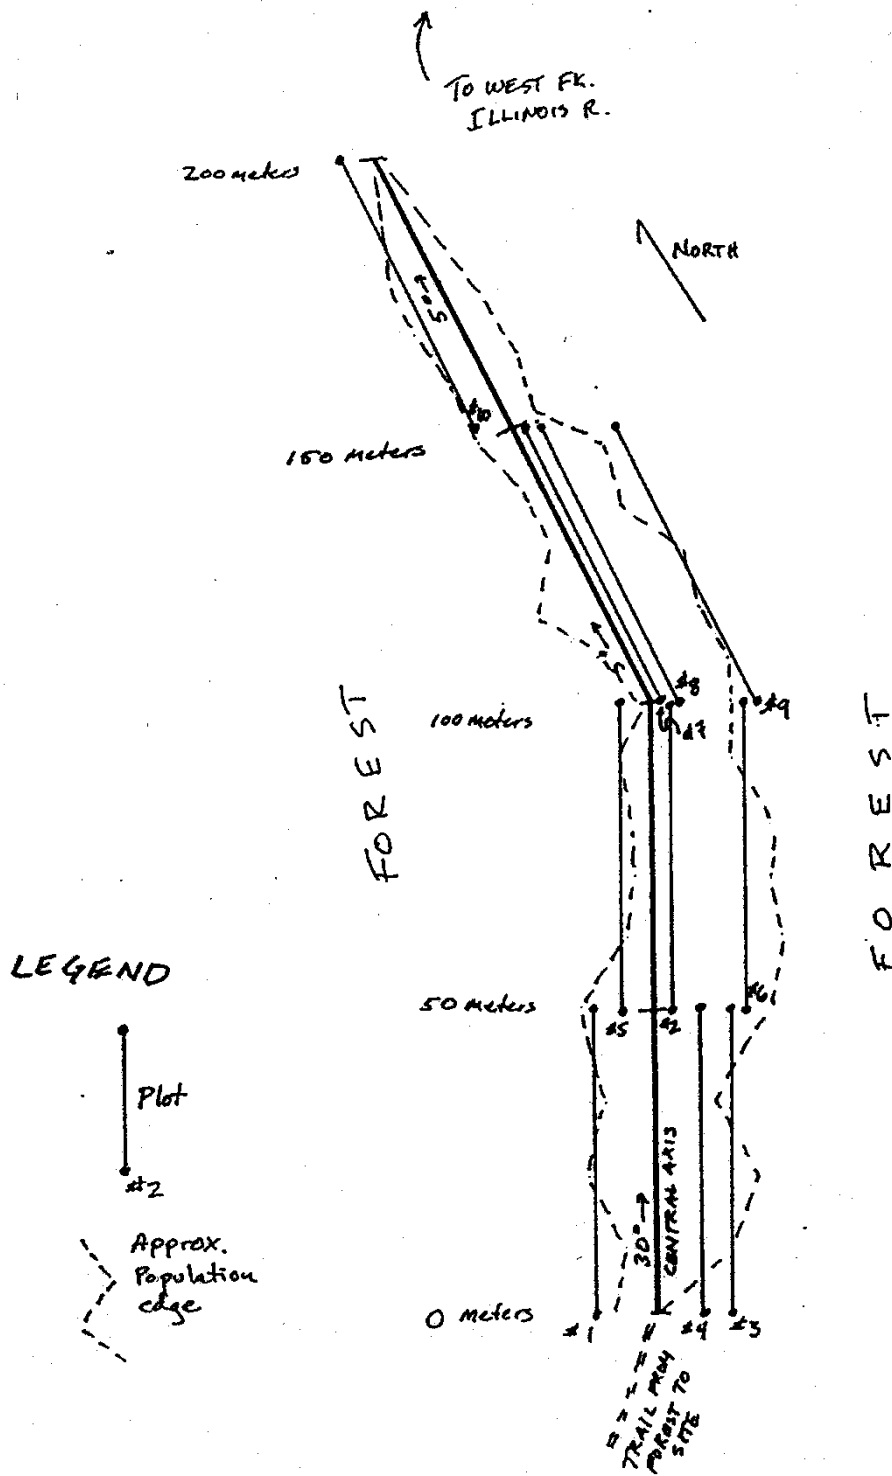 TO WEST FK.
ILLINOIS R.
200 meters
NORTH
5°
#10
150 meters
5°
#8
#9
100 meters
#7
FOREST
FOREST
LEGEND
50 meters
#5
#2
#6
Plot
#2
30°
CENTRAL AXIS
Approx.
Population
edge
0 meters
#1
#4
#3
TRAIL FROM
FOREST TO
SITE